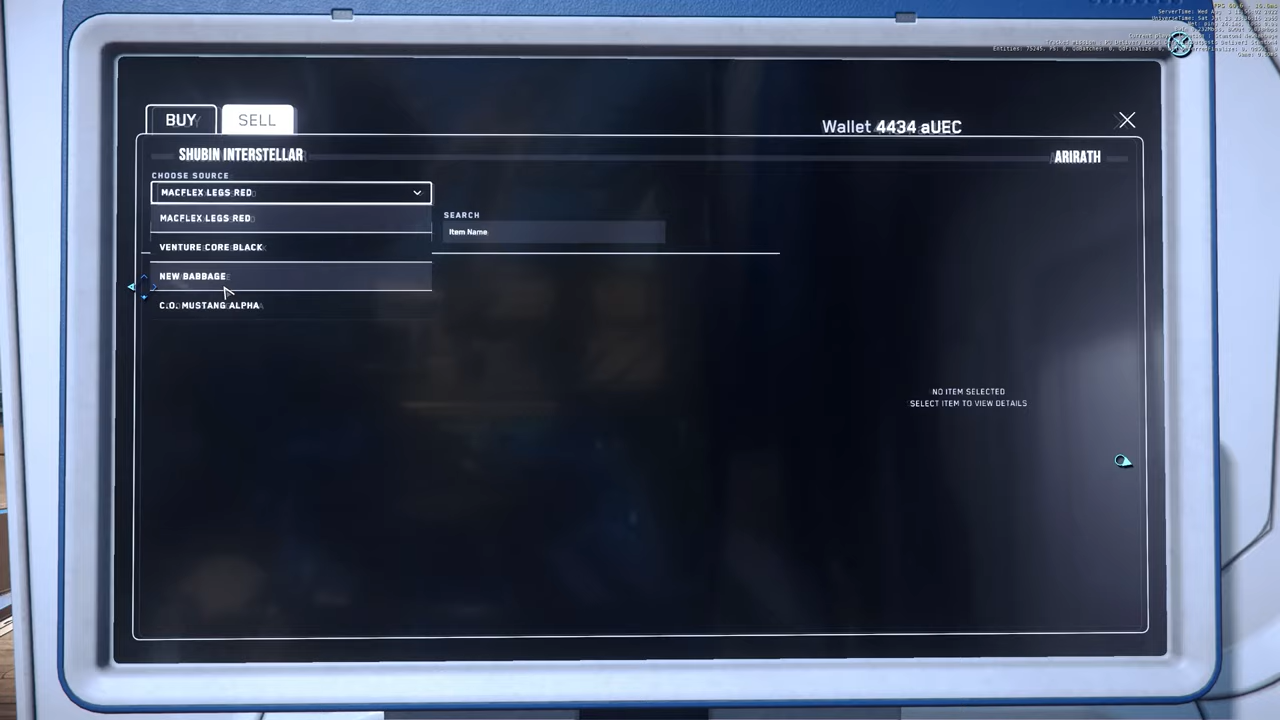 BUY
SELL
Wallet 4434 aUEC
SHUBIN INTERSTELLAR
ARIRATH
CHOOSE SOURCE
MACFLEX LEGS RED
MACFLEX LEGS RED
SEARCH
Item Name
VENTURE CORE BLACK
NEW BABBAGE
C.O. MUSTANG ALPHA
NO ITEM SELECTED
SELECT ITEM TO VIEW DETAILS